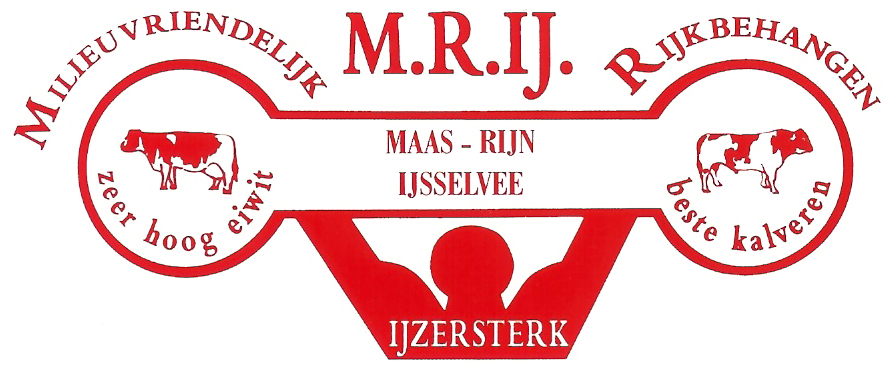 MILIEUVRIENDELIJK
M.R.IJ.
RIJKBEHANGEN
MAAS - RIJN
IJSSELVEE
zeer hoog eiwit
beste kalveren
IJZERSTERK